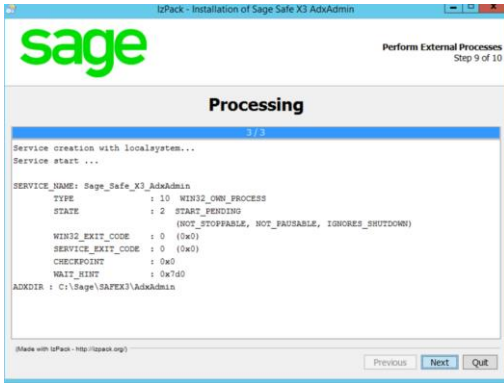 IzPack - Installation of Sage Safe X3 AdxAdmin
sage
Perform External Processes
Step 9 of 10
Processing
3 / 3
Service creation with localsystem...
Service start ...
SERVICE_NAME: Sage_Safe_X3_AdxAdmin
TYPE : 10 WIN32_OWN_PROCESS
STATE : 2 START_PENDING
(NOT_STOPPABLE, NOT_PAUSABLE, IGNORES_SHUTDOWN)
WIN32_EXIT_CODE : 0 (0x0)
SERVICE_EXIT_CODE : 0 (0x0)
CHECKPOINT : 0x0
WAIT_HINT : 0x7d0
ADXDIR : C:\Sage\SAFEX3\AdxAdmin
(Made with IzPack - http://izpack.org/)
Previous Next Quit